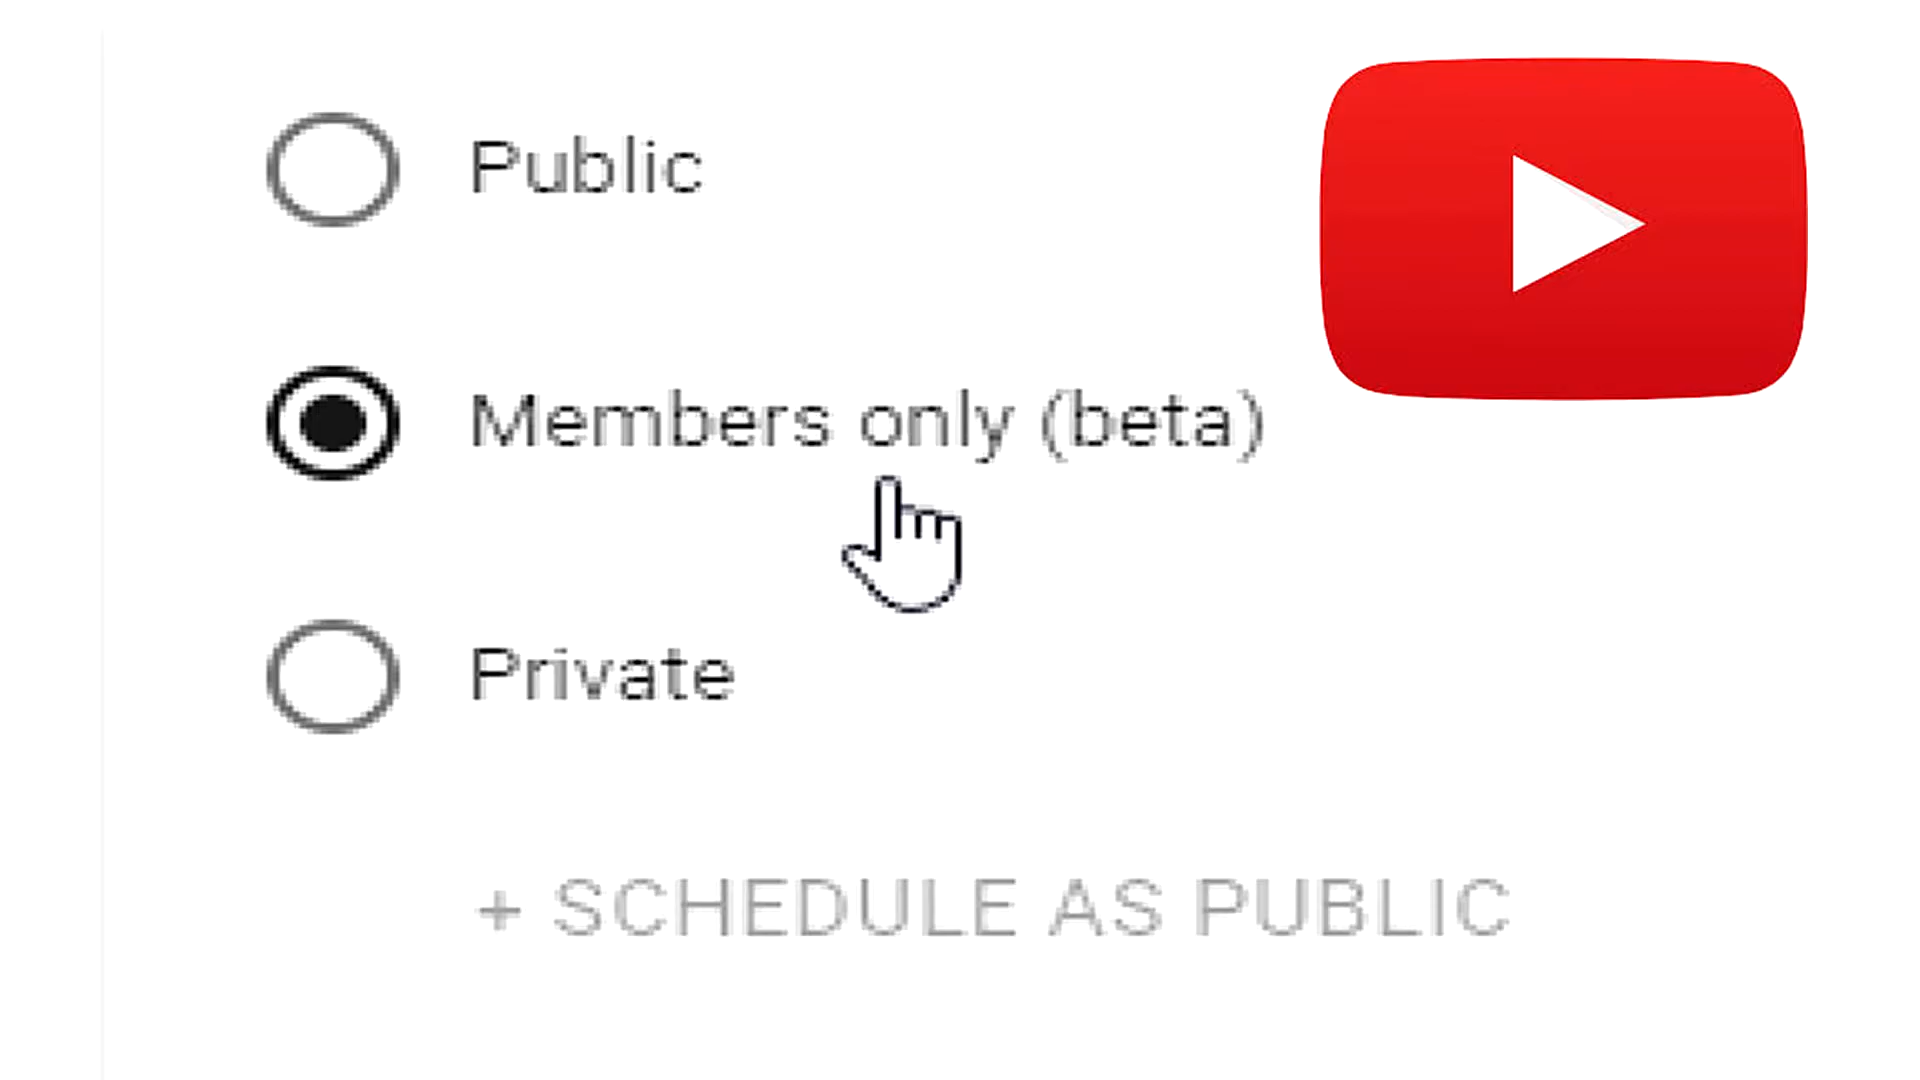 Public
Members only (beta)
Private
+ SCHEDULE AS PUBLIC